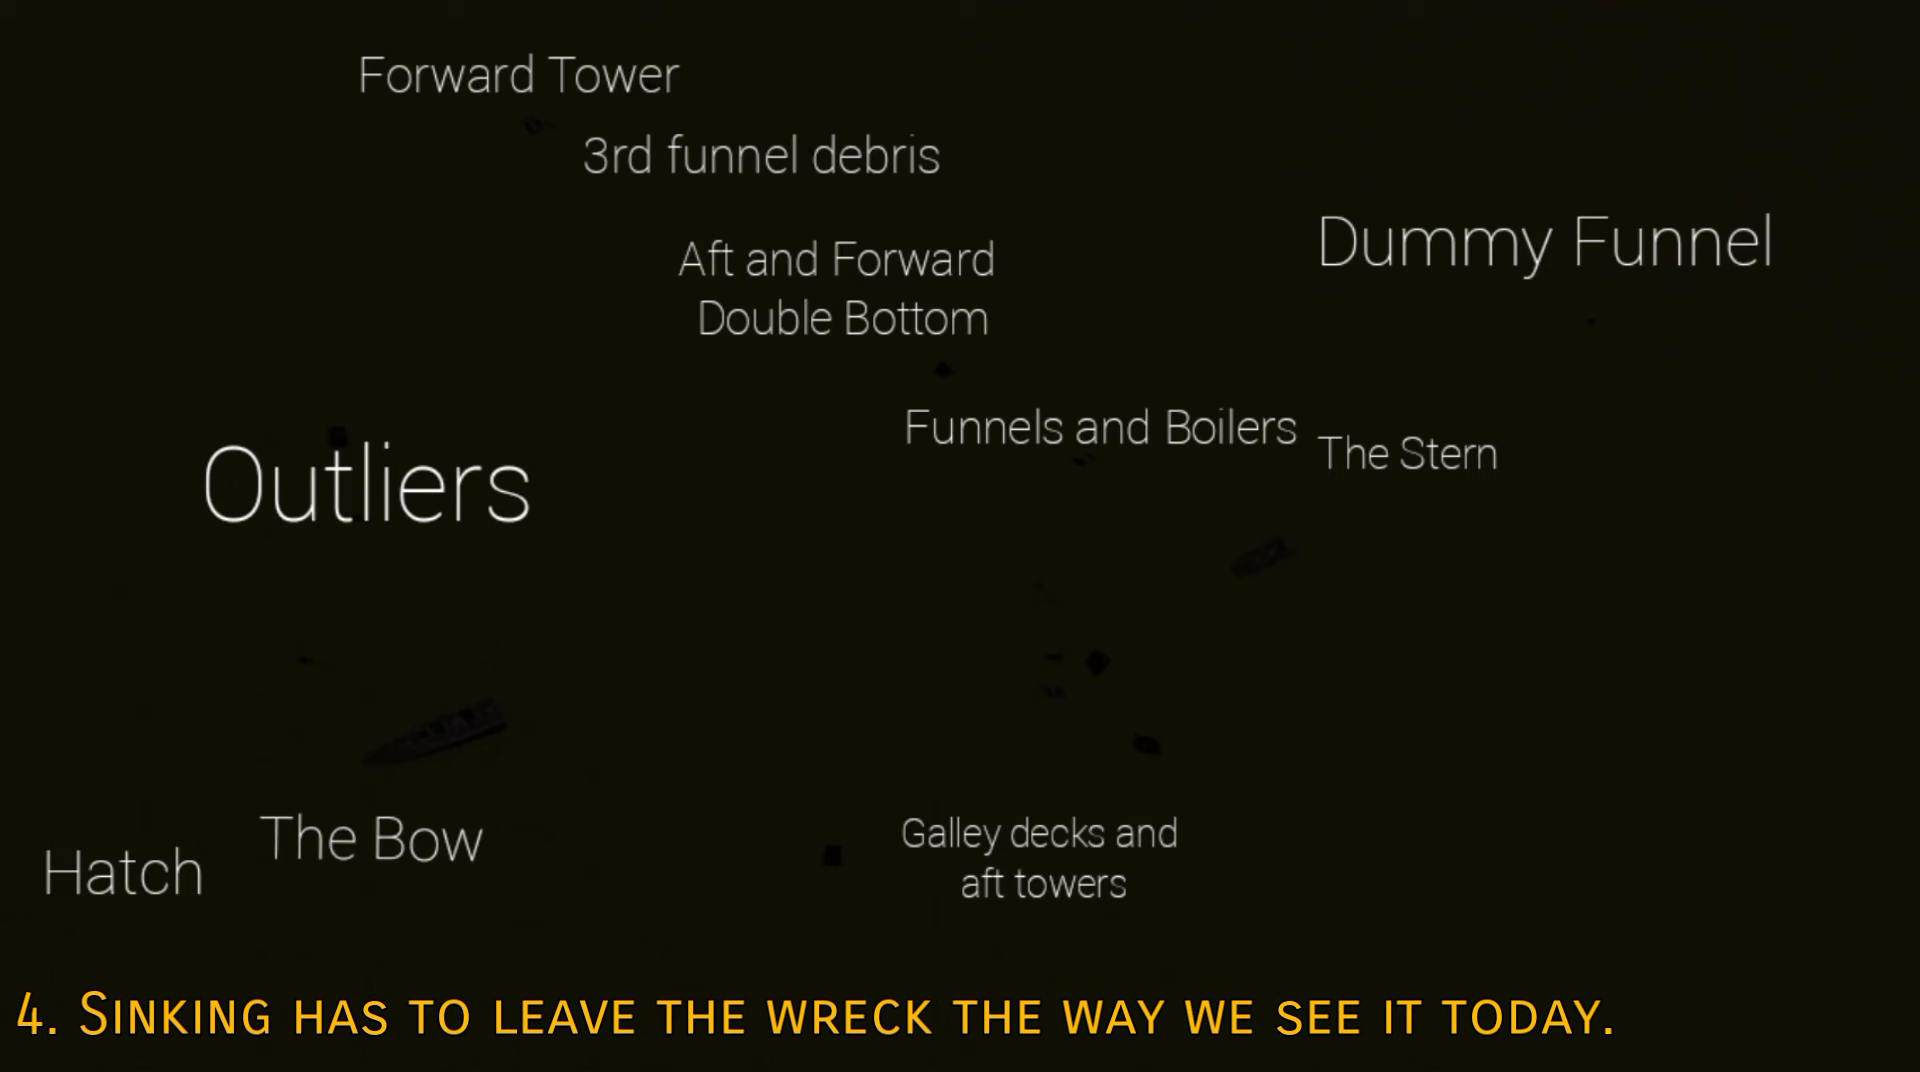 Forward Tower
3rd funnel debris
Dummy Funnel
Aft and Forward
Double Bottom
Funnels and Boilers
The Stern
Outliers
The Bow
Hatch
Galley decks and
aft towers
4. Sinking has to leave the wreck the way we see it today.